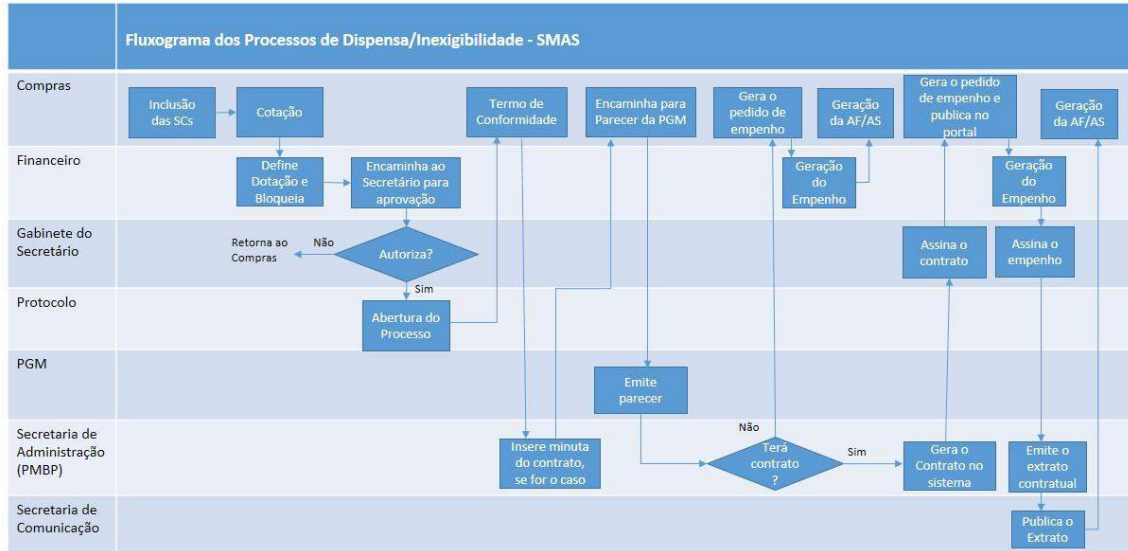 Fluxograma dos Processos de Dispensa/Inexigibilidade - SMAS
Compras
Inclusão
das SCs
Cotação
Termo de
Conformidade
Encaminha para
Parecer da PGM
Gera o
pedido de
empenho
Geração
da AF/AS
Gera o pedido
de empenho e
publica no
portal
Geração
da AF/AS
Financeiro
Define
Dotação e
Bloqueia
Encaminha ao
Secretário para
aprovação
Geração
do
Empenho
Geração
do
Empenho
Gabinete do
Secretário
Retorna ao
Compras
Não
Autoriza?
Sim
Assina o
contrato
Assina o
empenho
Protocolo
Abertura do
Processo
PGM
Emite
parecer
Secretaria de
Administração
(PMBP)
Insere minuta
do contrato,
se for o caso
Não
Terá
contrato
?
Sim
Gera o
Contrato no
sistema
Emite o
extrato
contratual
Secretaria de
Comunicação
Publica o
Extrato